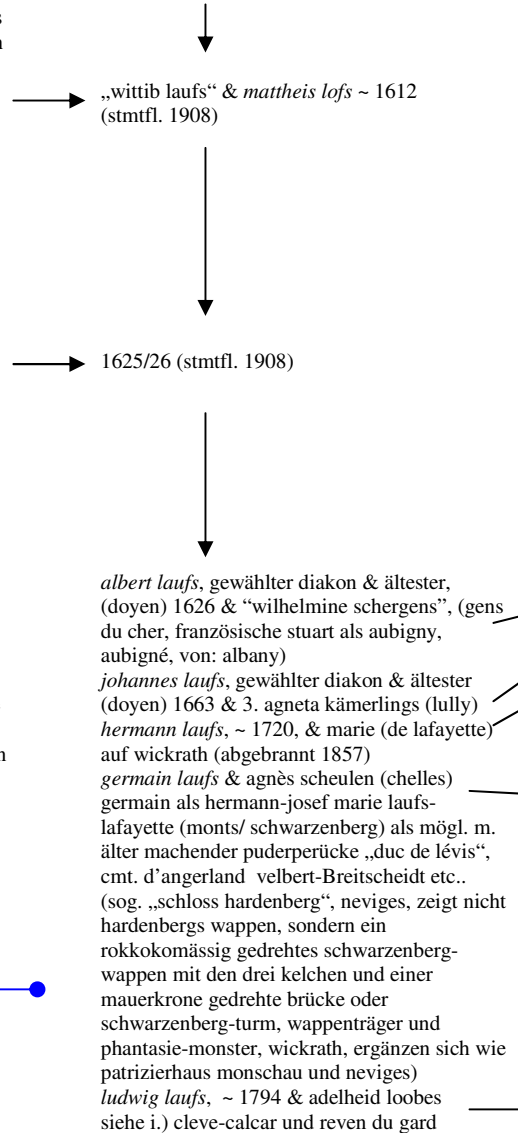 s
n
„wittib laufs“ & mattheis lofs ~ 1612
(stmtfl. 1908)
1625/26 (stmtfl. 1908)
albert laufs, gewählter diakon & ältester,
(doyen) 1626 & “wilhelmine schergens”, (gens
du cher, französische stuart als aubigny,
aubigné, von: albany)
johannes laufs, gewählter diakon & ältester
(doyen) 1663 & 3. agneta kämerlings (lully)
hermann laufs, ~ 1720, & marie (de lafayette)
auf wickrath (abgebrannt 1857)
n
germain laufs & agnès scheulen (chelles)
germain als hermann-josef marie laufs-
lafayette (monts/ schwarzenberg) als mögl. m.
älter machender puderperücke „duc de lévis“,
cmt. d’angerland  velbert-Breitscheidt etc..
(sog. „schloss hardenberg“, neviges, zeigt nicht
hardenbergs wappen, sondern ein
rokkokomässig gedrehtes schwarzenberg-
wappen mit den drei kelchen und einer
mauerkrone gedrehte brücke oder
schwarzenberg-turm, wappenträger und
phantasie-monster, wickrath, ergänzen sich wie
patrizierhaus monschau und neviges)
ludwig laufs,  ~ 1794 & adelheid loobes
siehe i.) cleve-calcar und reven du gard